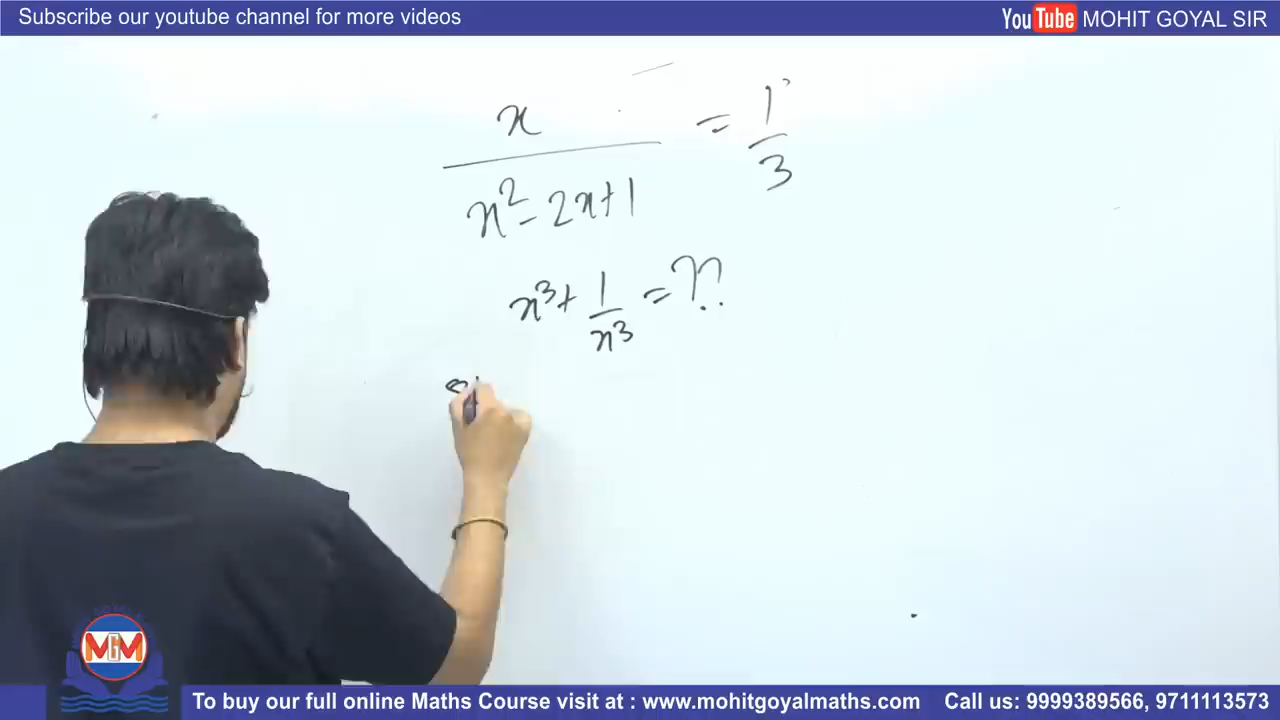 Subscribe our youtube channel for more videos
YouTube MOHIT GOYAL SIR
x
x² - 2x + 1
= 1/3
x³ + 1/x³ = ??
MGM
To buy our full online Maths Course visit at : www.mohitgoyalmaths.com Call us: 9999389566, 9711113573